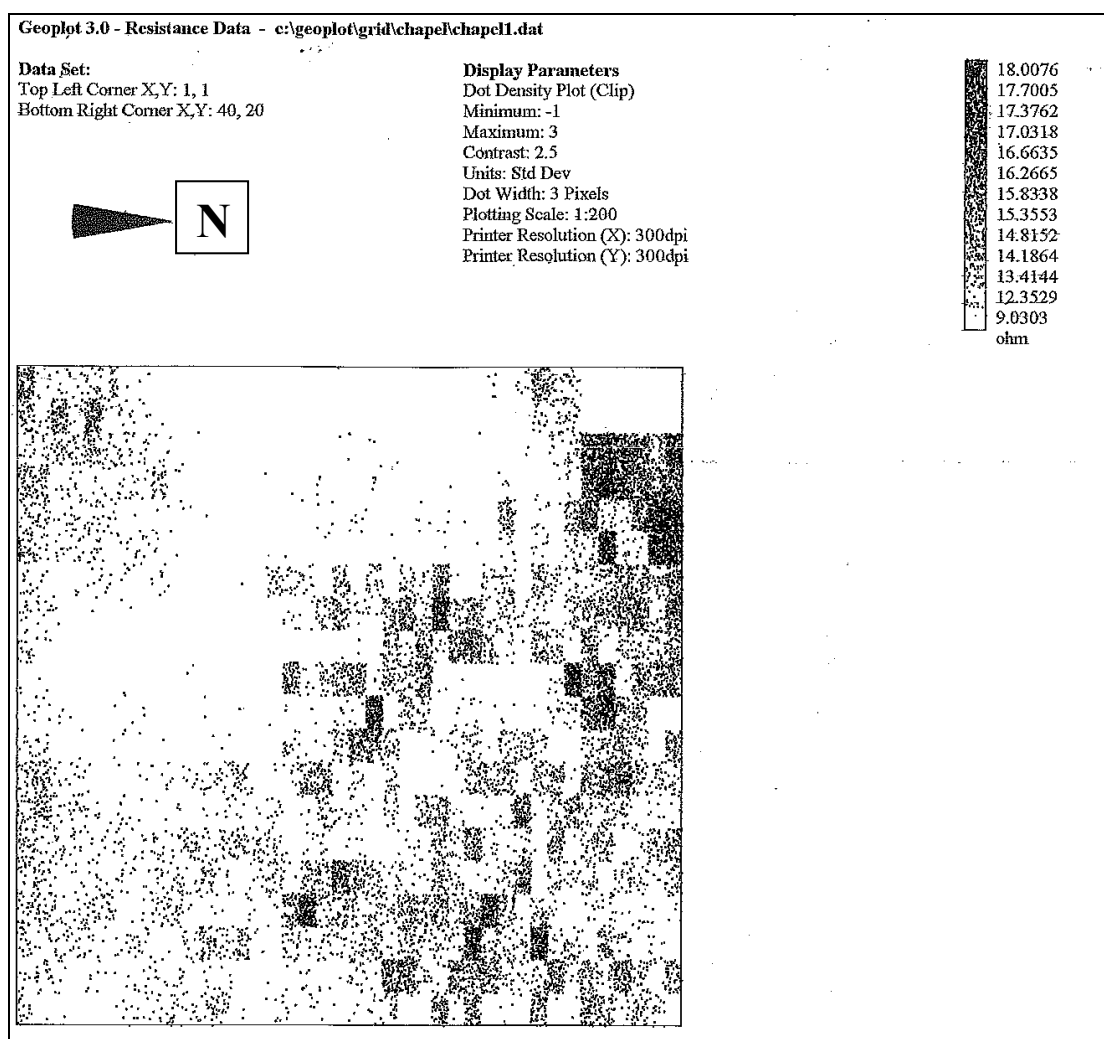 Geoplot 3.0 - Resistance Data - c:\geoplot\grid\chapel\chapel1.dat
Data Set:
Top Left Corner X,Y: 1, 1
Bottom Right Corner X,Y: 40, 20
Display Parameters
Dot Density Plot (Clip)
Minimum: -1
Maximum: 3
Contrast: 2.5
Units: Std Dev
Dot Width: 3 Pixels
Plotting Scale: 1:200
Printer Resolution (X): 300dpi
Printer Resolution (Y): 300dpi
N
18.0076
17.7005
17.3762
17.0318
16.6635
16.2665
15.8338
15.3553
14.8152
14.1864
13.4144
12.3529
9.0303
ohm